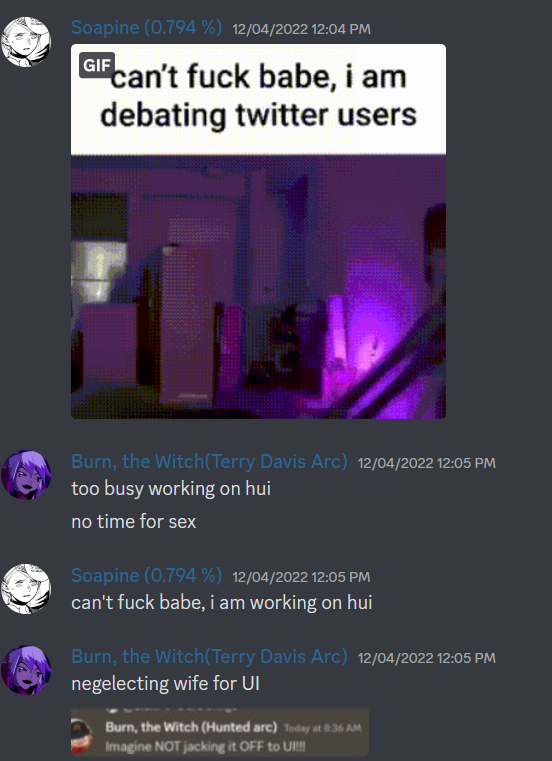 Soapine (0.794 %) 12/04/2022 12:04 PM
GIF
can't fuck babe, i am
debating twitter users
Burn, the Witch(Terry Davis Arc) 12/04/2022 12:05 PM
too busy working on hui
no time for sex
Soapine (0.794 %) 12/04/2022 12:05 PM
can't fuck babe, i am working on hui
Burn, the Witch(Terry Davis Arc) 12/04/2022 12:05 PM
negelecting wife for UI
Burn, the Witch (Hunted arc) Today at 8:36 AM
Imagine NOT jacking it OFF to UI!!!